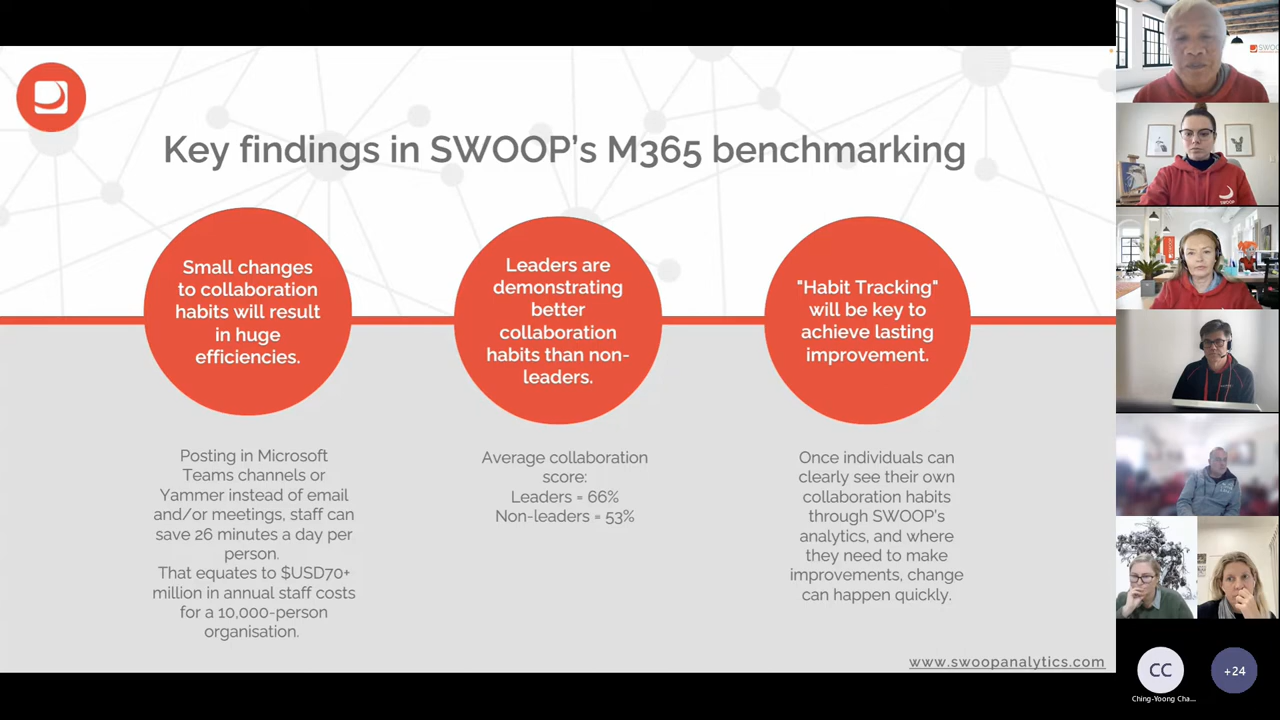 Key findings in SWOOP's M365 benchmarking
Small changes
to collaboration
habits will result
in huge
efficiencies.
Leaders are
demonstrating
better
collaboration
habits than non-
leaders.
"Habit Tracking"
will be key to
achieve lasting
improvement.
Posting in Microsoft
Teams channels or
Yammer instead of email
and/or meetings, staff can
save 26 minutes a day per
person.
That equates to $USD70+
million in annual staff costs
for a 10,000-person
organisation.
Average collaboration
score:
Leaders = 66%
Non-leaders = 53%
Once individuals can
clearly see their own
collaboration habits
through SWOOP's
analytics, and where
they need to make
improvements, change
can happen quickly.
www.swoopanalytics.com
SWOOP
CC
+24
Ching-Yoong Cha...